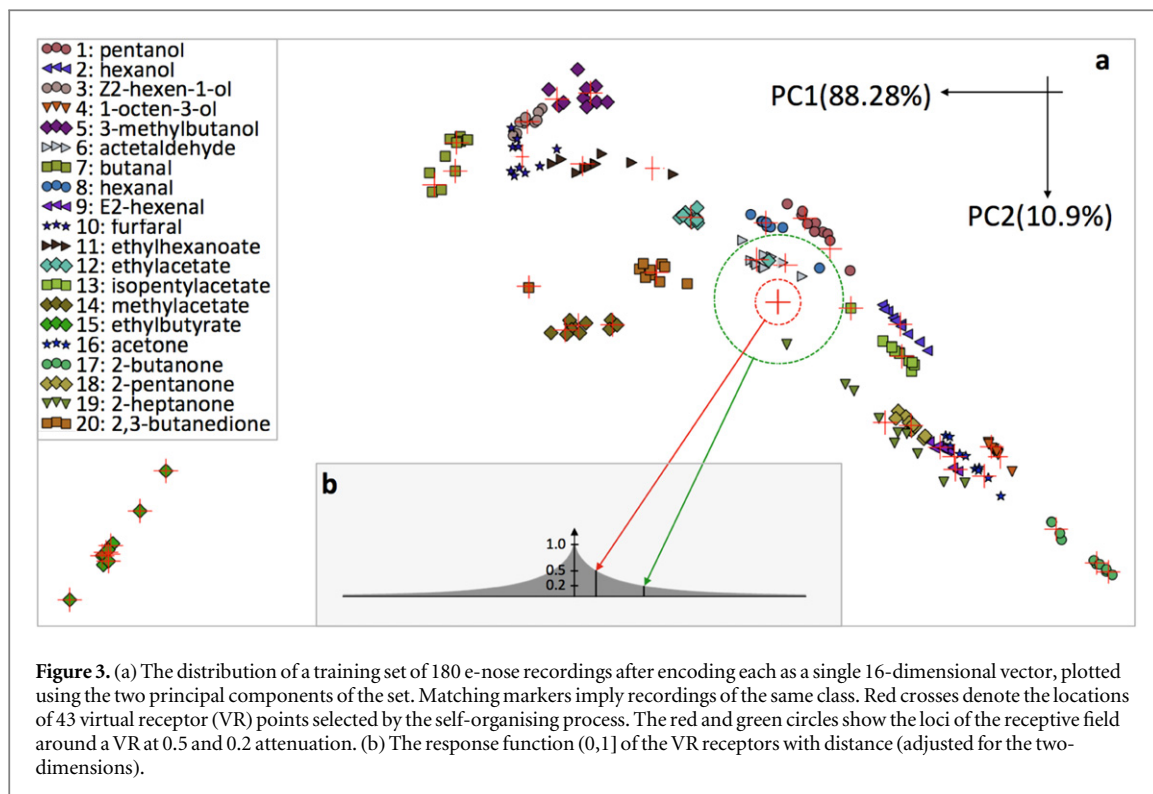 a
1: pentanol
2: hexanol
3: Z2-hexen-1-ol
4: 1-octen-3-ol
5: 3-methylbutanol
6: actetaldehyde
7: butanal
8: hexanal
9: E2-hexenal
10: furfaral
11: ethylhexanoate
12: ethylacetate
13: isopentylacetate
14: methylacetate
15: ethylbutyrate
16: acetone
17: 2-butanone
18: 2-pentanone
19: 2-heptanone
20: 2,3-butanedione
PC1(88.28%)
PC2(10.9%)
b
1.0
0.5
0.2
Figure 3. (a) The distribution of a training set of 180 e-nose recordings after encoding each as a single 16-dimensional vector, plotted
using the two principal components of the set. Matching markers imply recordings of the same class. Red crosses denote the locations
of 43 virtual receptor (VR) points selected by the self-organising process. The red and green circles show the loci of the receptive field
around a VR at 0.5 and 0.2 attenuation. (b) The response function (0,1] of the VR receptors with distance (adjusted for the two-
dimensions).